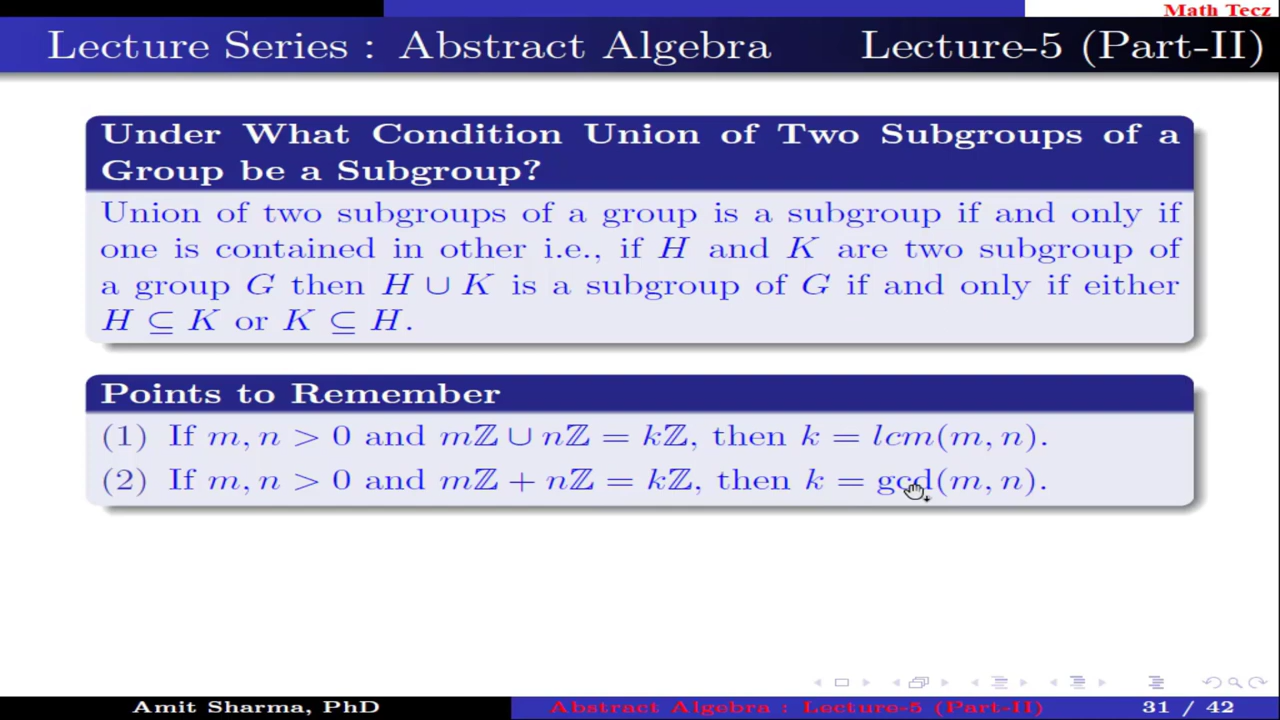 Math Tecz
Lecture Series : Abstract Algebra Lecture-5 (Part-II)
Under What Condition Union of Two Subgroups of a
Group be a Subgroup?
Union of two subgroups of a group is a subgroup if and only if
one is contained in other i.e., if H and K are two subgroup of
a group G then H ∪ K is a subgroup of G if and only if either
H ⊆ K or K ⊆ H.
Points to Remember
(1) If m, n > 0 and mℤ ∪ nℤ = kℤ, then k = lcm(m, n).
(2) If m, n > 0 and mℤ + nℤ = kℤ, then k = gcd(m, n).
Amit Sharma, PhD Abstract Algebra : Lecture-5 (Part-II) 31 / 42